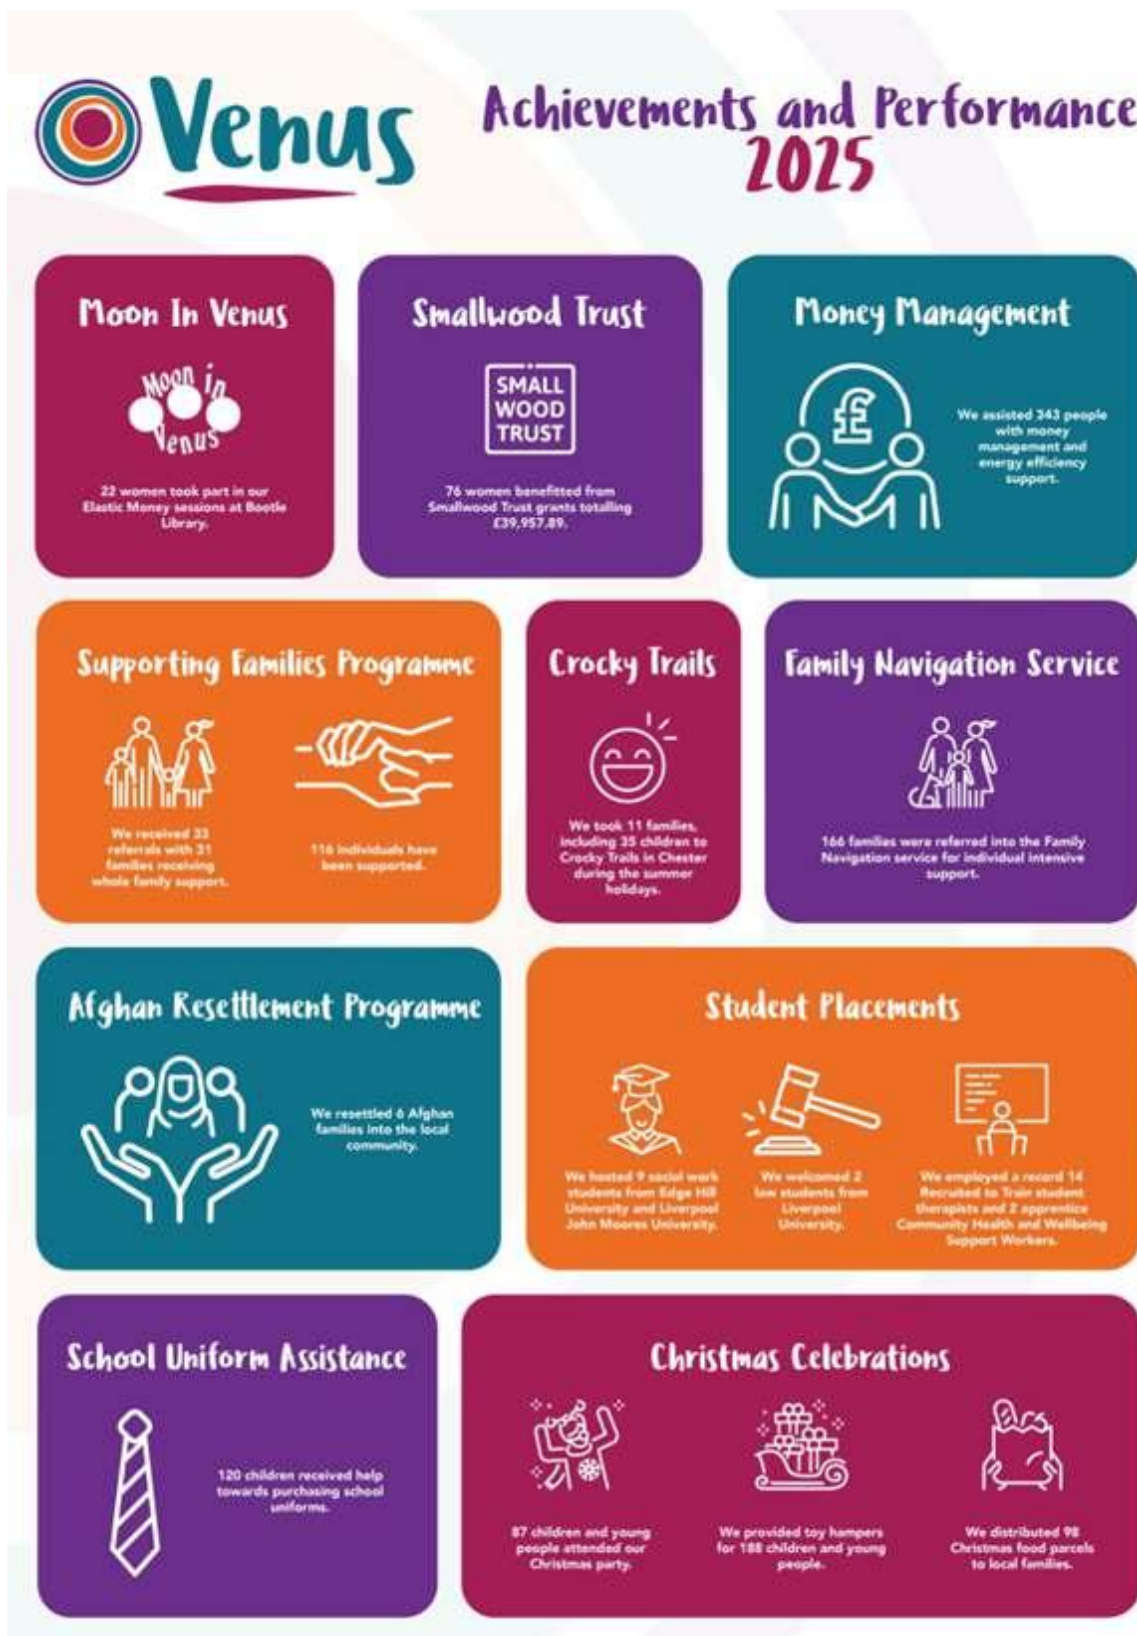 Venus
Achievements and Performance
2025
Moon In Venus
Moon in
Venus
22 women took part in our
Elastic Money sessions at Bootle
Library.
Smallwood Trust
SMALL
WOOD
TRUST
76 women benefitted from
Smallwood Trust grants totalling
£39,957.89.
Money Management
£
We assisted 343 people
with money
management and
energy efficiency
support.
Supporting Families Programme
We received 33
referrals with 31
families receiving
whole family support.
116 individuals have
been supported.
Crocky Trails
We took 11 families,
including 35 children to
Crocky Trails in Chester
during the summer
holidays.
Family Navigation Service
166 families were referred into the Family
Navigation service for individual intensive
support.
Afghan Resettlement Programme
We resettled 6 Afghan
families into the local
community.
Student Placements
We hosted 9 social work
students from Edge Hill
University and Liverpool
John Moores University.
We welcomed 2
law students from
Liverpool
University.
We employed a record 14
Recruited to Train student
therapists and 2 apprentice
Community Health and Wellbeing
Support Workers.
School Uniform Assistance
120 children received help
towards purchasing school
uniforms.
Christmas Celebrations
87 children and young
people attended our
Christmas party.
We provided toy hampers
for 188 children and young
people.
We distributed 98
Christmas food parcels
to local families.